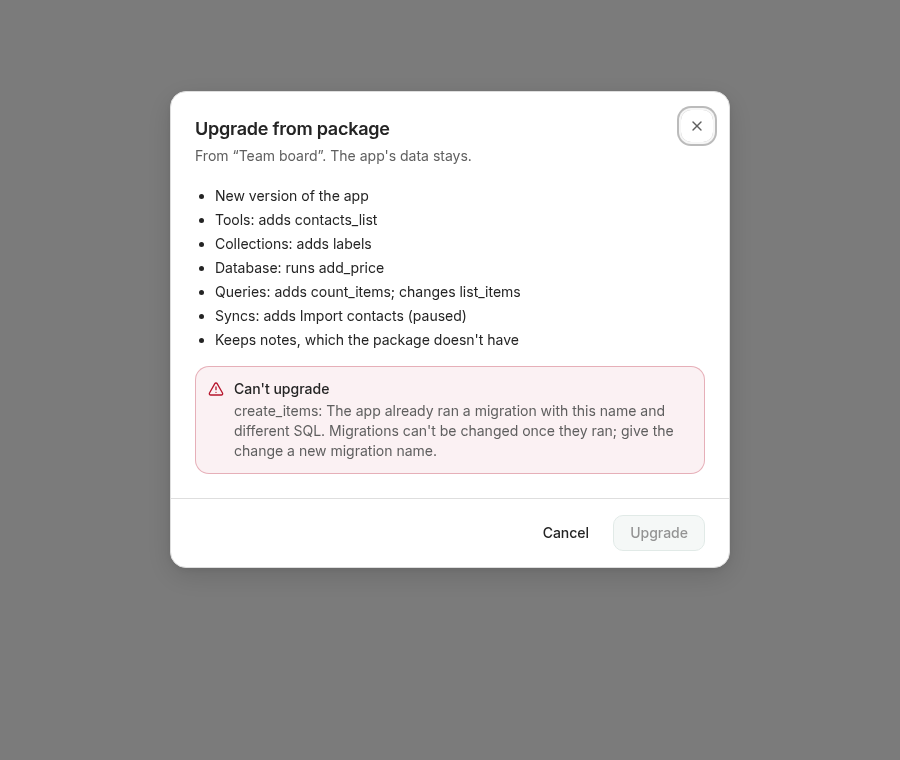 Upgrade from package
From “Team board”. The app's data stays.
• New version of the app
• Tools: adds contacts_list
• Collections: adds labels
• Database: runs add_price
• Queries: adds count_items; changes list_items
• Syncs: adds Import contacts (paused)
• Keeps notes, which the package doesn't have
Can't upgrade
create_items: The app already ran a migration with this name and
different SQL. Migrations can't be changed once they ran; give the
change a new migration name.
Cancel
Upgrade